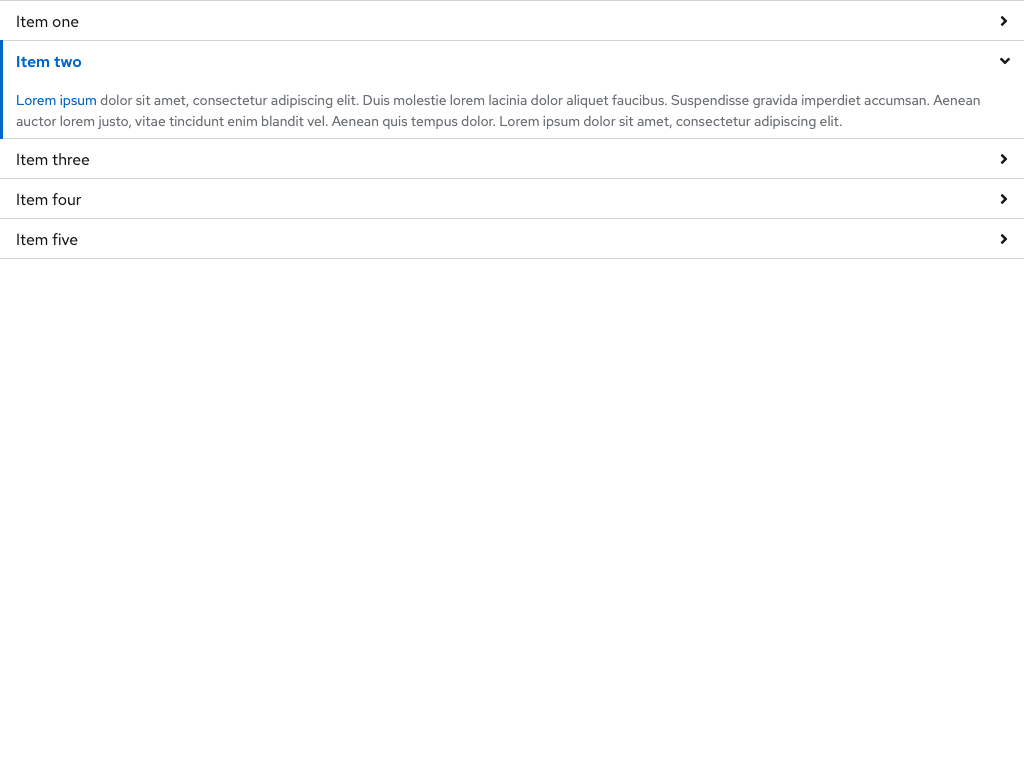 Item one
Item two
Lorem ipsum dolor sit amet, consectetur adipiscing elit. Duis molestie lorem lacinia dolor aliquet faucibus. Suspendisse gravida imperdiet accumsan. Aenean
auctor lorem justo, vitae tincidunt enim blandit vel. Aenean quis tempus dolor. Lorem ipsum dolor sit amet, consectetur adipiscing elit.
Item three
Item four
Item five